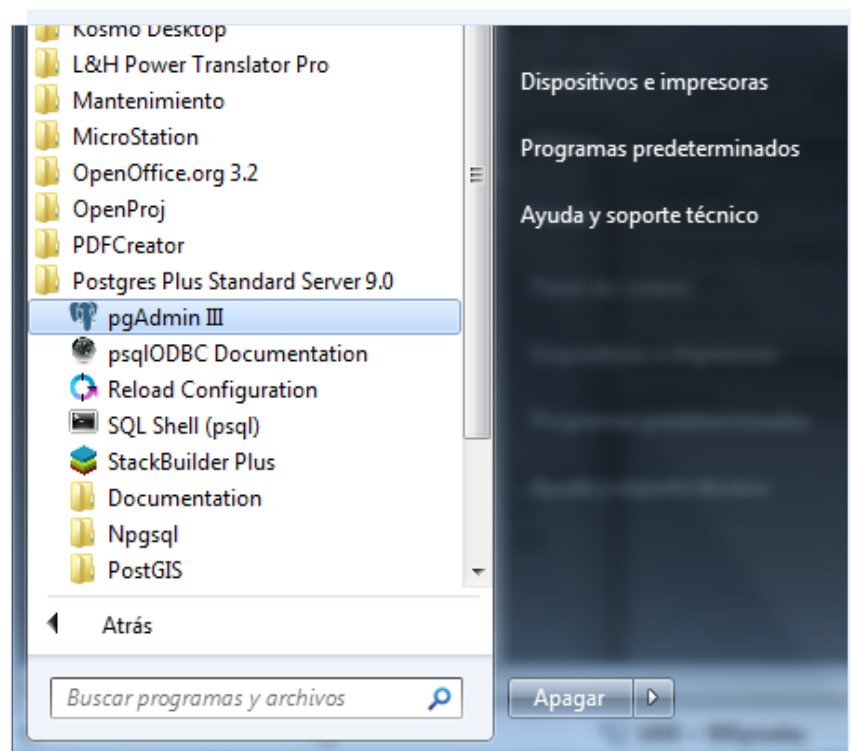 Kosmo Desktop
L&H Power Translator Pro
Mantenimiento
MicroStation
OpenOffice.org 3.2
OpenProj
PDFCreator
Postgres Plus Standard Server 9.0
pgAdmin III
psqlODBC Documentation
Reload Configuration
SQL Shell (psql)
StackBuilder Plus
Documentation
Npgsql
PostGIS
Atrás
Buscar programas y archivos
Dispositivos e impresoras
Programas predeterminados
Ayuda y soporte técnico
Apagar